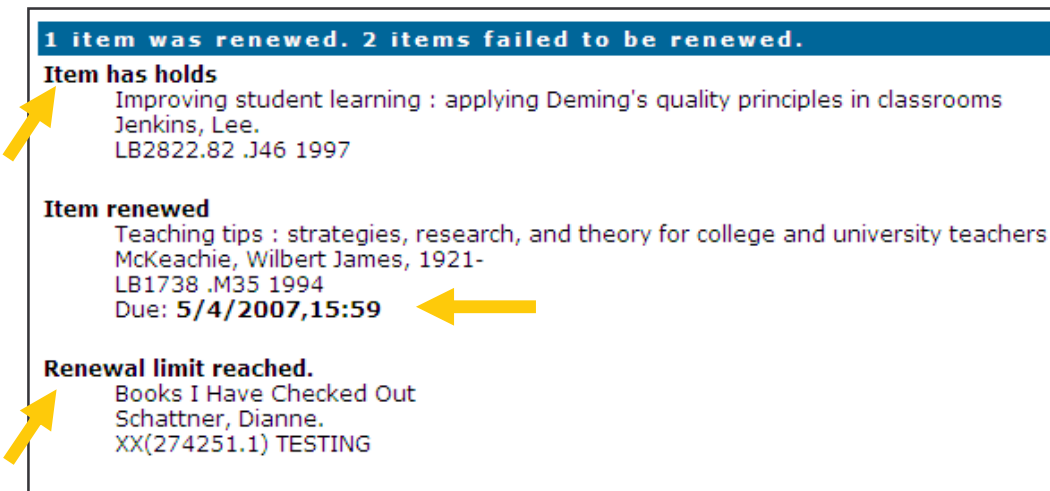 1 item was renewed. 2 items failed to be renewed.
Item has holds
Improving student learning : applying Deming's quality principles in classrooms
Jenkins, Lee.
LB2822.82 .J46 1997
Item renewed
Teaching tips : strategies, research, and theory for college and university teachers
McKeachie, Wilbert James, 1921-
LB1738 .M35 1994
Due: 5/4/2007,15:59
Renewal limit reached.
Books I Have Checked Out
Schattner, Dianne.
XX(274251.1) TESTING